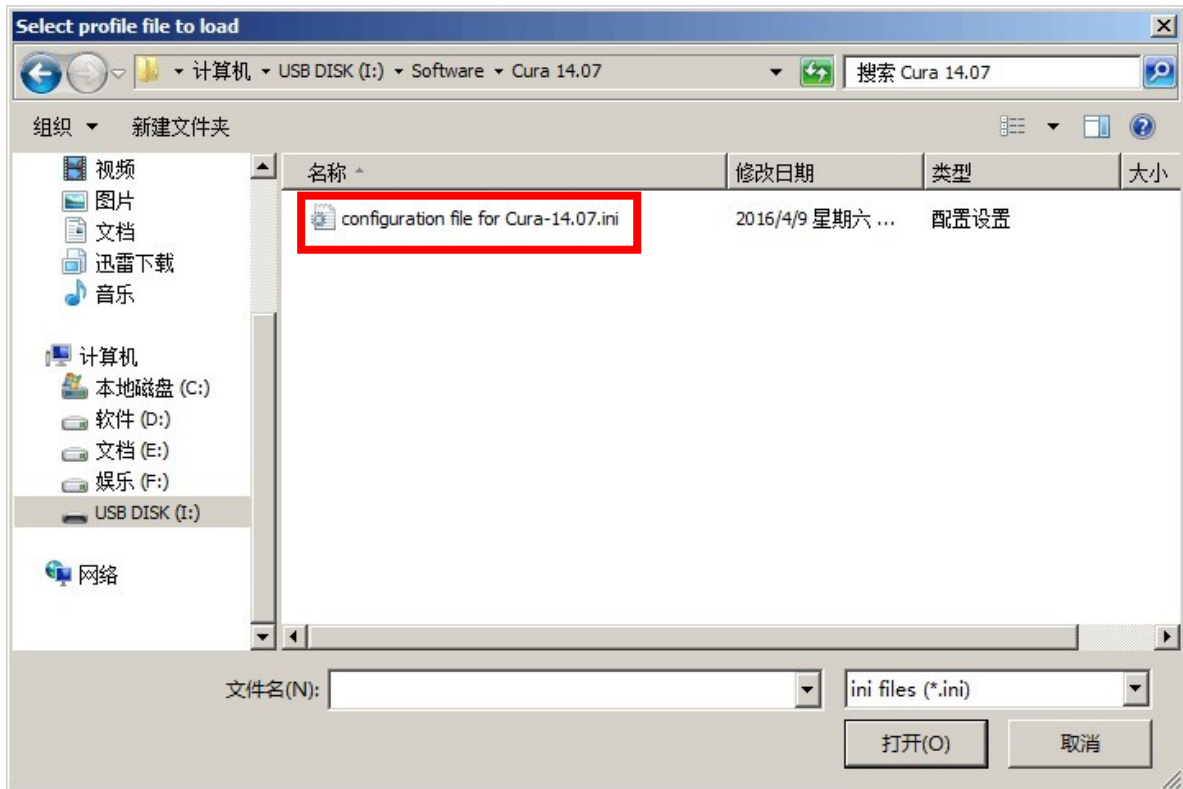 Select profile file to load
计算机 USB DISK (I:) Software Cura 14.07
搜索 Cura 14.07
组织 新建文件夹
名称 修改日期 类型 大小
configuration file for Cura-14.07.ini 2016/4/9 星期六 ... 配置设置
视频
图片
文档
迅雷下载
音乐
计算机
本地磁盘 (C:)
软件 (D:)
文档 (E:)
娱乐 (F:)
USB DISK (I:)
网络
文件名(N):
ini files (*.ini)
打开(O) 取消